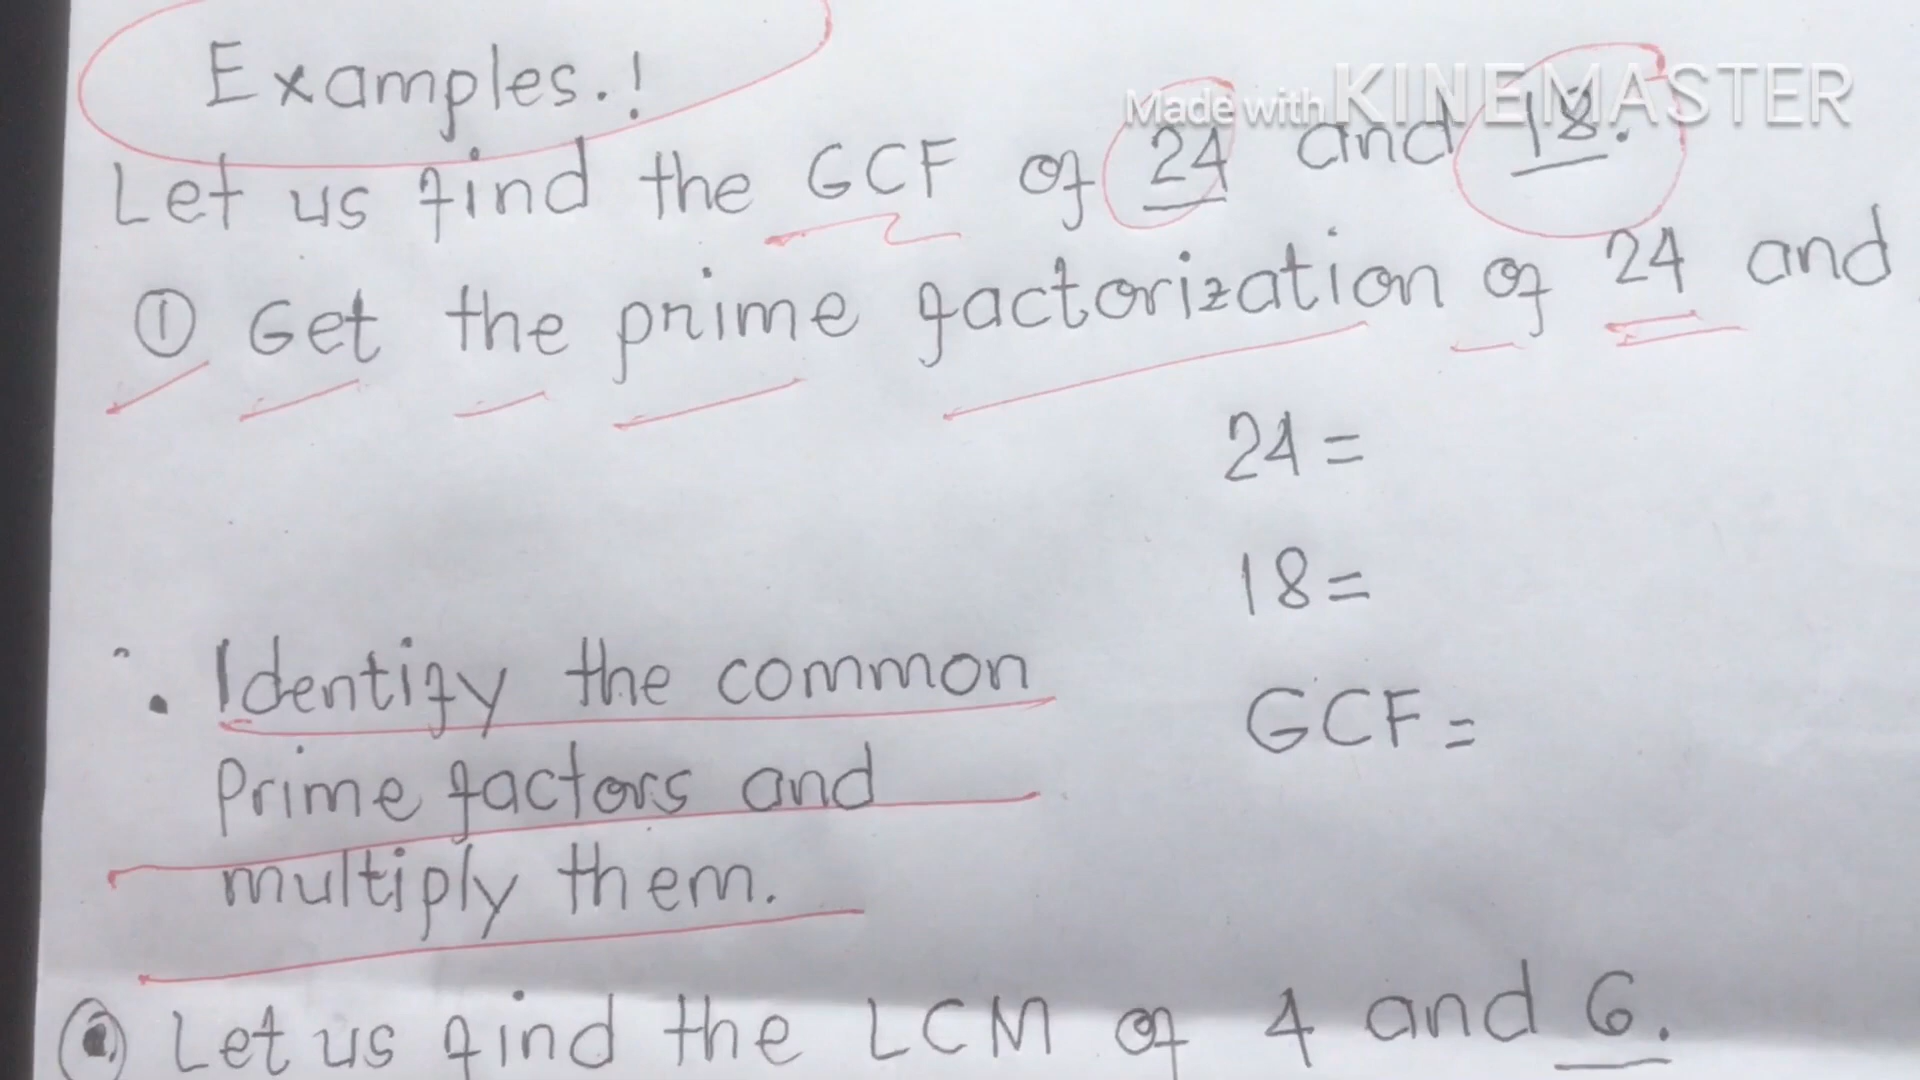 Examples.!
Made with KINEMASTER
Let us find the GCF of 24 and 18.
① Get the prime factorization of 24 and
24 =
18 =
GCF =
. Identify the common
Prime factors and
multiply them.
Let us find the LCM of 4 and 6.